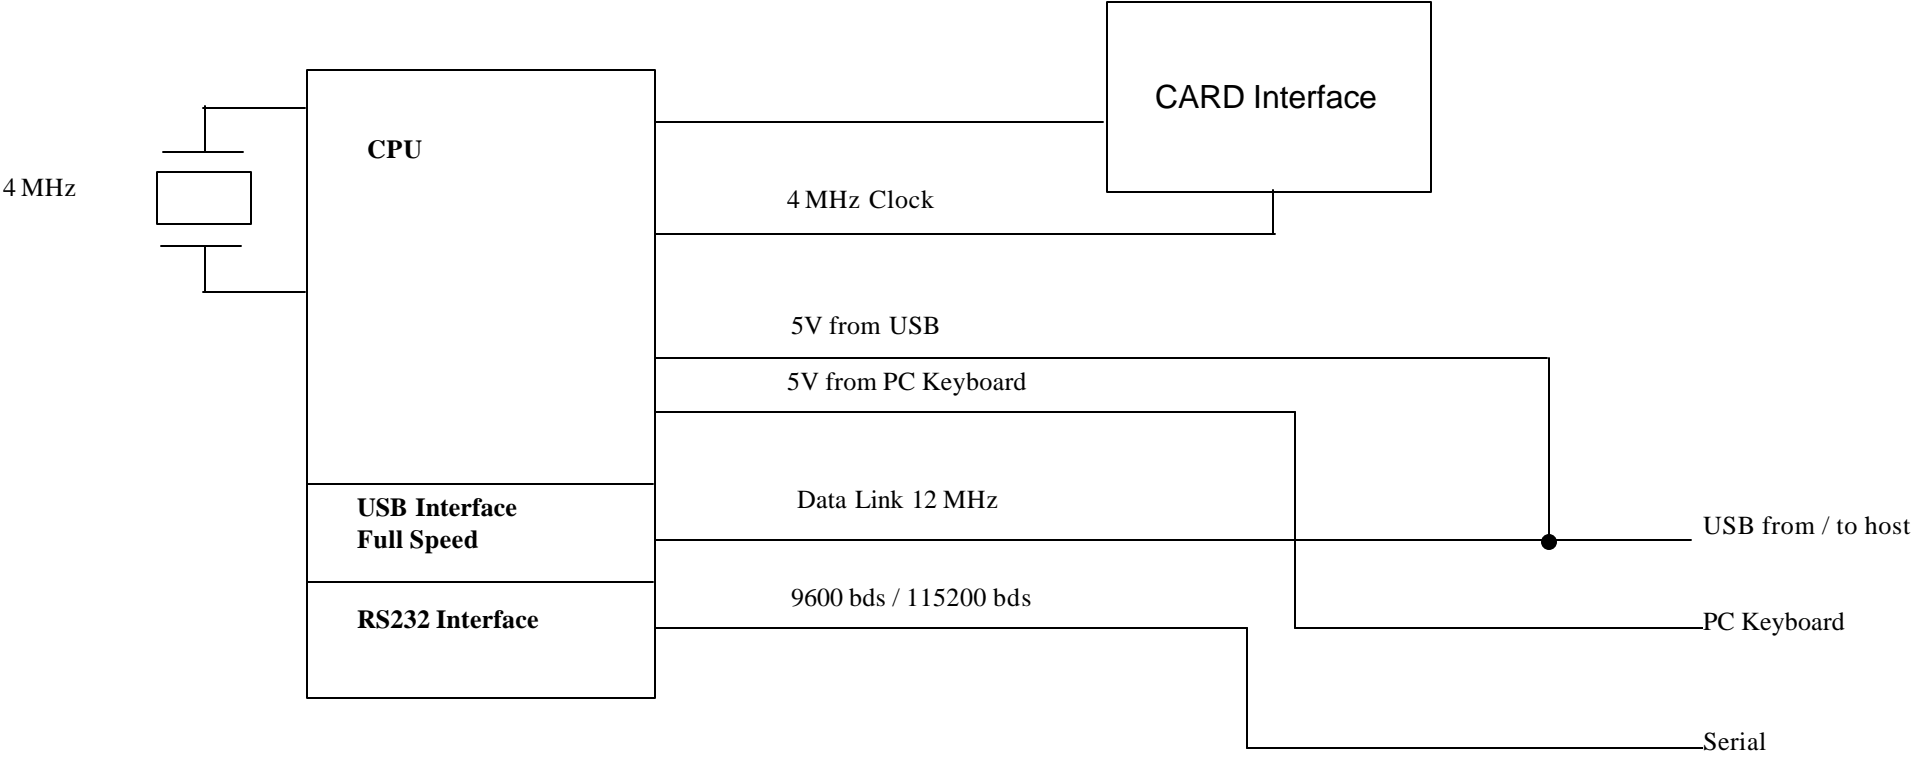 CARD Interface
CPU
4 MHz
4 MHz Clock
5V from USB
5V from PC Keyboard
USB Interface
Full Speed
Data Link 12 MHz
USB from / to host
RS232 Interface
9600 bds / 115200 bds
PC Keyboard
Serial